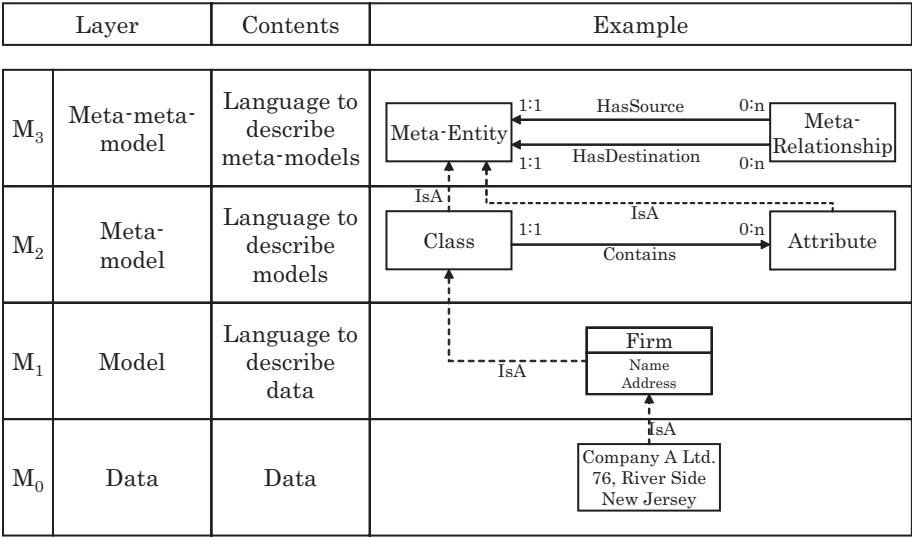 Layer Contents Example
M3 Meta-meta-
model
Language to
describe
meta-models
Meta-Entity
1:1 HasSource 0:n
1:1 HasDestination 0:n
Meta-
Relationship
IsA
IsA
M2 Meta-
model
Language to
describe
models
Class
1:1 0:n
Contains
Attribute
M1 Model
Language to
describe
data
IsA
Firm
Name
Address
IsA
M0 Data Data
Company A Ltd.
76, River Side
New Jersey